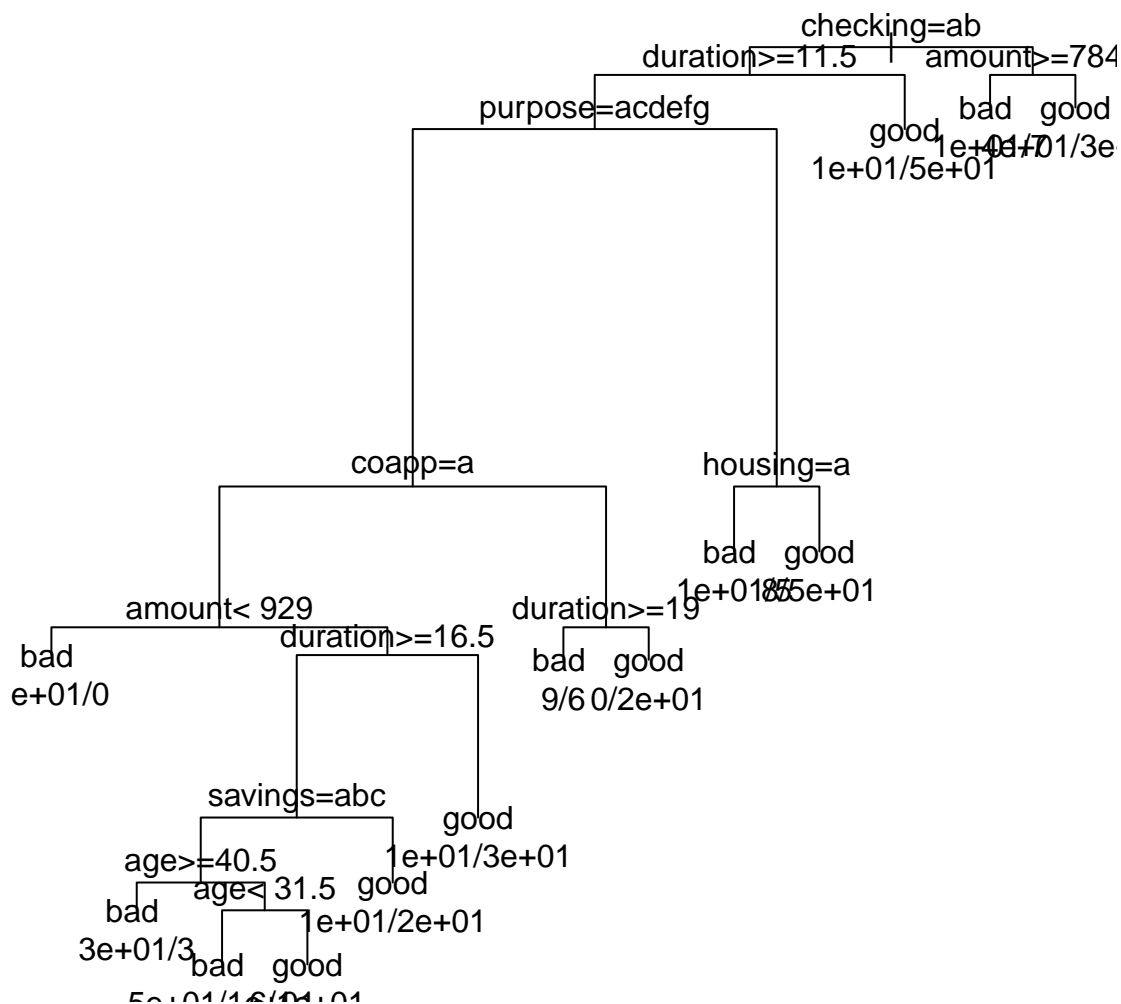 checking=ab
duration>=11.5
amount>=784
purpose=acdefg
bad
good
good
1e+01/5e+01
coapp=a
housing=a
bad
good
amount< 929
duration>=19
duration>=16.5
bad
e+01/0
bad
good
9/6
0/2e+01
savings=abc
good
1e+01/3e+01
age>=40.5
age< 31.5
good
bad
1e+01/2e+01
3e+01/3
bad
good